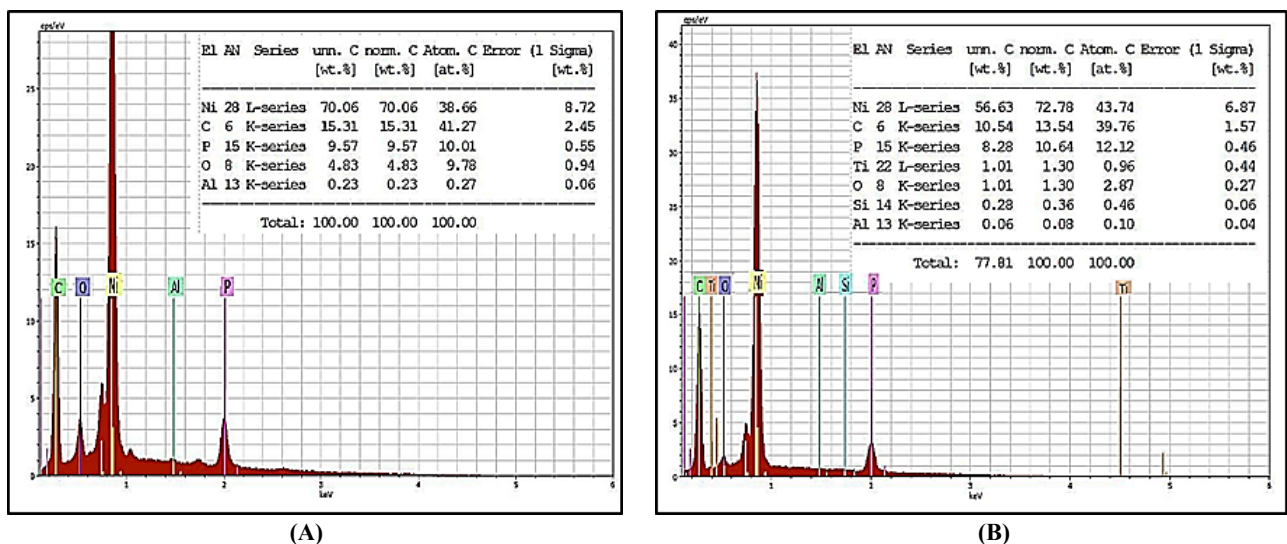 eps/eV
El AN Series unn. C norm. C Atom. C Error (1 Sigma)
[wt.%] [wt.%] [at.%] [wt.%]
Ni 28 L-series 70.06 70.06 38.66 8.72
C 6 K-series 15.31 15.31 41.27 2.45
P 15 K-series 9.57 9.57 10.01 0.55
O 8 K-series 4.83 4.83 9.78 0.94
Al 13 K-series 0.23 0.23 0.27 0.06
Total: 100.00 100.00 100.00
25
20
15
C O Ni Al P
10
5
0
1 2 3 4 5 6
keV
(A)
eps/eV
El AN Series unn. C norm. C Atom. C Error (1 Sigma)
[wt.%] [wt.%] [at.%] [wt.%]
Ni 28 L-series 56.63 72.78 43.74 6.87
C 6 K-series 10.54 13.54 39.76 1.57
P 15 K-series 8.28 10.64 12.12 0.46
Ti 22 L-series 1.01 1.30 0.96 0.44
O 8 K-series 1.01 1.30 2.87 0.27
Si 14 K-series 0.28 0.36 0.46 0.06
Al 13 K-series 0.06 0.08 0.10 0.04
Total: 77.81 100.00 100.00
40
35
30
25
20
C Ti O Ni Al Si P Ti
15
10
5
0
1 2 3 4 5 6
keV
(B)